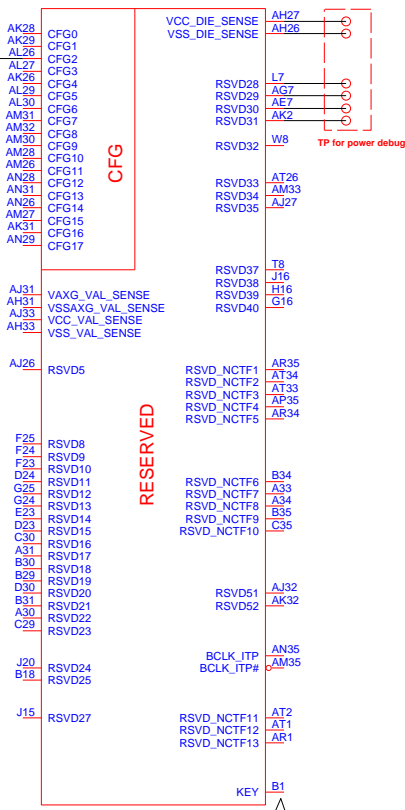 AK28 CFG0
AK29 CFG1
AL26 CFG2
AL27 CFG3
AK26 CFG4
AL29 CFG5
AL30 CFG6
AM31 CFG7
AM32 CFG8
AM30 CFG9
AM28 CFG10
AM26 CFG11
AN28 CFG12
AN31 CFG13
AN26 CFG14
AM27 CFG15
AK31 CFG16
AN29 CFG17
CFG
AJ31 VAXG_VAL_SENSE
AH31 VSSAXG_VAL_SENSE
AJ33 VCC_VAL_SENSE
AH33 VSS_VAL_SENSE
AJ26 RSVD5
RESERVED
F25 RSVD8
F24 RSVD9
F23 RSVD10
D24 RSVD11
G25 RSVD12
G24 RSVD13
E23 RSVD14
D23 RSVD15
C30 RSVD16
A31 RSVD17
B30 RSVD18
B29 RSVD19
D30 RSVD20
B31 RSVD21
A30 RSVD22
C29 RSVD23
J20 RSVD24
B18 RSVD25
J15 RSVD27
VCC_DIE_SENSE AH27
VSS_DIE_SENSE AH26
RSVD28 L7
RSVD29 AG7
RSVD30 AE7
RSVD31 AK2
TP for power debug
RSVD32 W8
RSVD33 AT26
RSVD34 AM33
RSVD35 AJ27
RSVD37 T8
RSVD38 J16
RSVD39 H16
RSVD40 G16
RSVD_NCTF1 AR35
RSVD_NCTF2 AT34
RSVD_NCTF3 AT33
RSVD_NCTF4 AP35
RSVD_NCTF5 AR34
RSVD_NCTF6 B34
RSVD_NCTF7 A33
RSVD_NCTF8 A34
RSVD_NCTF9 B35
RSVD_NCTF10 C35
RSVD51 AJ32
RSVD52 AK32
BCLK_ITP AN35
BCLK_ITP# AM35
RSVD_NCTF11 AT2
RSVD_NCTF12 AT1
RSVD_NCTF13 AR1
KEY B1